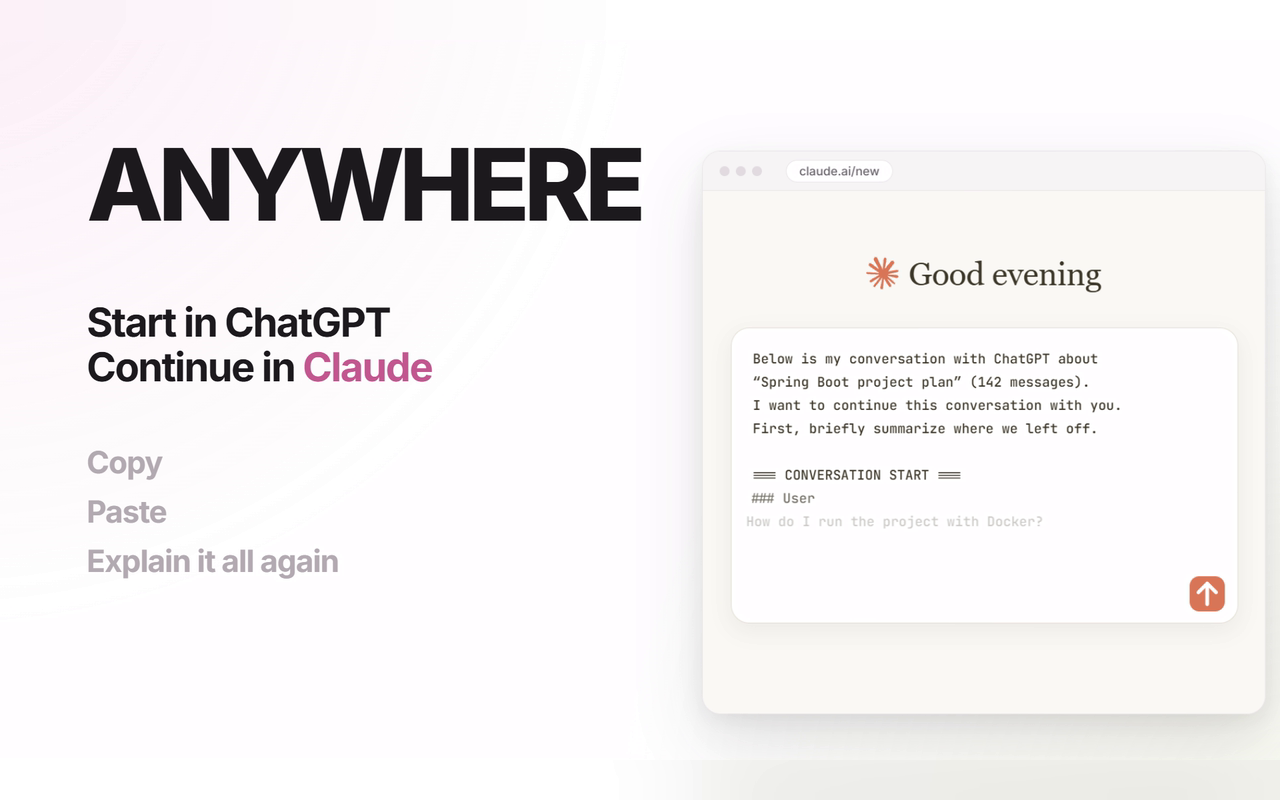 ANYWHERE
Start in ChatGPT
Continue in Claude
Copy
Paste
Explain it all again
claude.ai/new
Good evening
Below is my conversation with ChatGPT about
“Spring Boot project plan” (142 messages).
I want to continue this conversation with you.
First, briefly summarize where we left off.
=== CONVERSATION START ===
### User
How do I run the project with Docker?